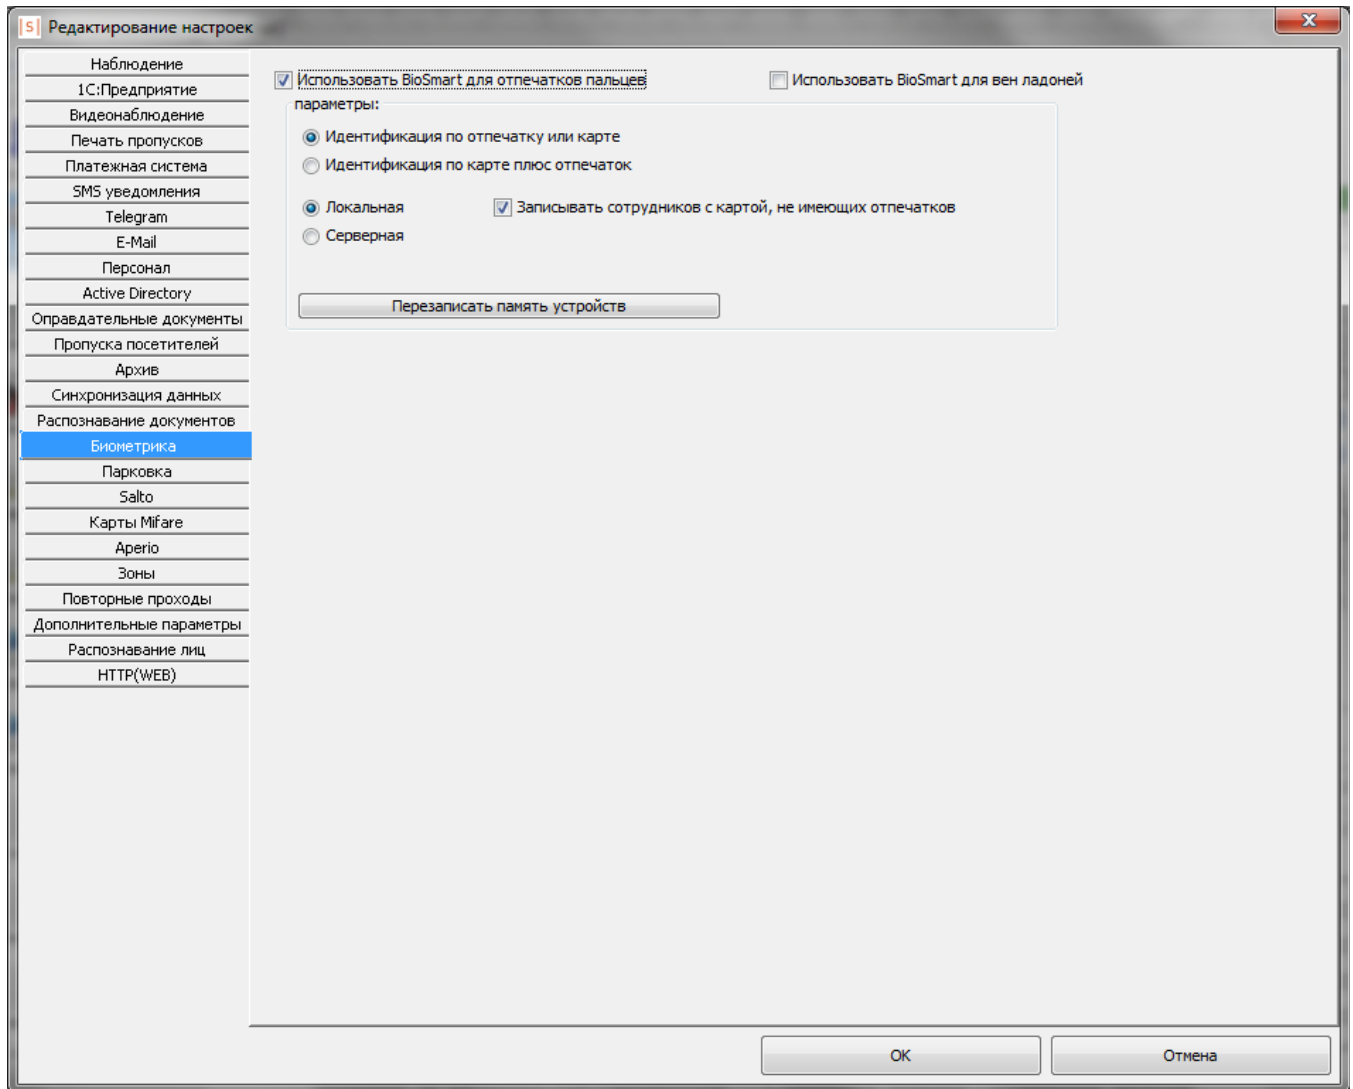 |S| Редактирование настроек
Наблюдение
1С:Предприятие
Видеонаблюдение
Печать пропусков
Платежная система
SMS уведомления
Telegram
E-Mail
Персонал
Active Directory
Оправдательные документы
Пропуска посетителей
Архив
Синхронизация данных
Распознавание документов
Биометрика
Парковка
Salto
Карты Mifare
Aperio
Зоны
Повторные проходы
Дополнительные параметры
Распознавание лиц
HTTP(WEB)
Использовать BioSmart для отпечатков пальцев
Использовать BioSmart для вен ладоней
параметры:
Идентификация по отпечатку или карте
Идентификация по карте плюс отпечаток
Локальная
Записывать сотрудников с картой, не имеющих отпечатков
Серверная
Перезаписать память устройств
OK
Отмена